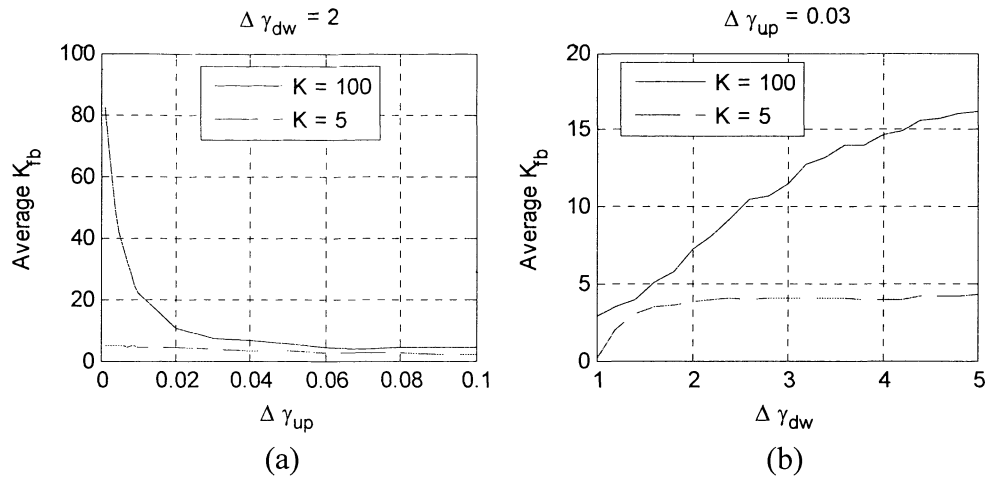 Δ γdw = 2
100
80
60
40
20
0
Average Kfb
K = 100
K = 5
0 0.02 0.04 0.06 0.08 0.1
Δ γup
(a)
Δ γup = 0.03
20
15
10
5
0
Average Kfb
K = 100
K = 5
1 2 3 4 5
Δ γdw
(b)